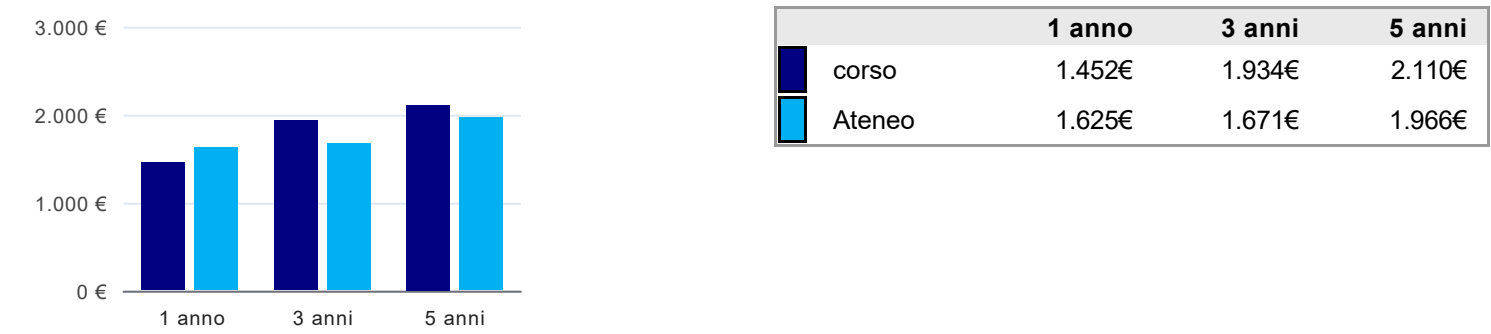 3.000 €
2.000 €
1.000 €
0 €
1 anno 3 anni 5 anni
1 anno 3 anni 5 anni
corso 1.452€ 1.934€ 2.110€
Ateneo 1.625€ 1.671€ 1.966€